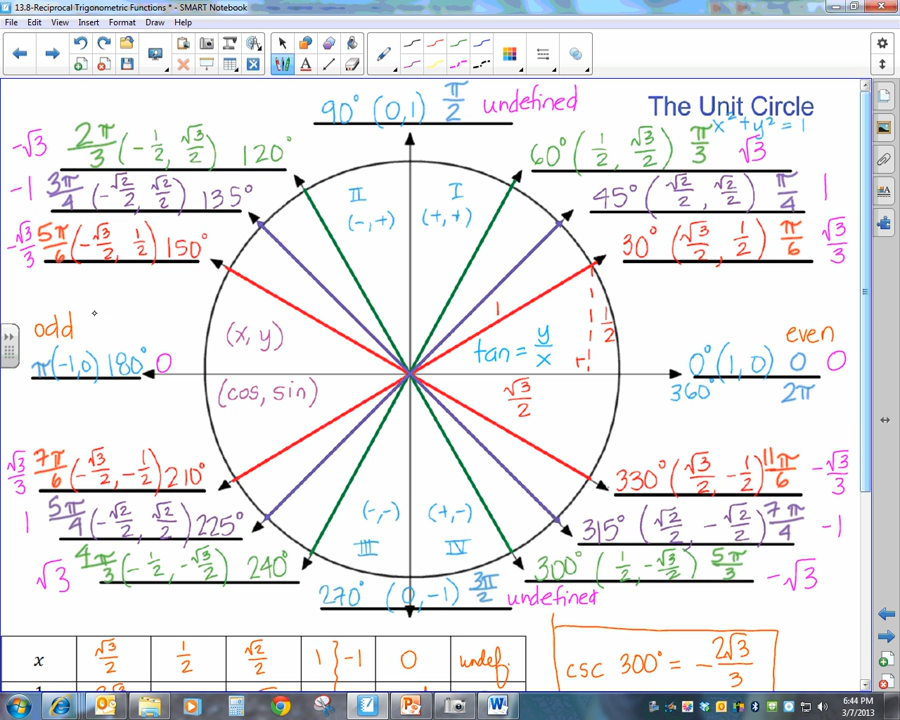 13.8-Reciprocal Trigonometric Functions * - SMART Notebook
File Edit View Insert Format Draw Help
The Unit Circle
x² + y² = 1
90° (0,1) π/2 undefined
-√3 2π/3 (-1/2, √3/2) 120°
60° (1/2, √3/2) π/3 √3
-1 3π/4 (-√2/2, √2/2) 135°
45° (√2/2, √2/2) π/4 1
-√3/3 5π/6 (-√3/2, 1/2) 150°
30° (√3/2, 1/2) π/6 √3/3
II I
(-,+) (+,+)
odd
even
(x, y)
1
1/2
tan = y/x
π (-1,0) 180° 0
0° (1, 0) 0 0
360° 2π
(cos, sin)
√3/2
√3/3 7π/6 (-√3/2, -1/2) 210°
330° (√3/2, -1/2) 11π/6 -√3/3
1 5π/4 (-√2/2, √2/2) 225°
315° (√2/2, -√2/2) 7π/4 -1
√3 4π/3 (-1/2, -√3/2) 240°
300° (1/2, -√3/2) 5π/3 -√3
(-,-) (+,-)
III IV
270° (0,-1) 3π/2 undefined
x √3/2 1/2 √2/2 1 } -1 0 undef.
csc 300° = -2√3/3
6:44 PM
3/7/2013